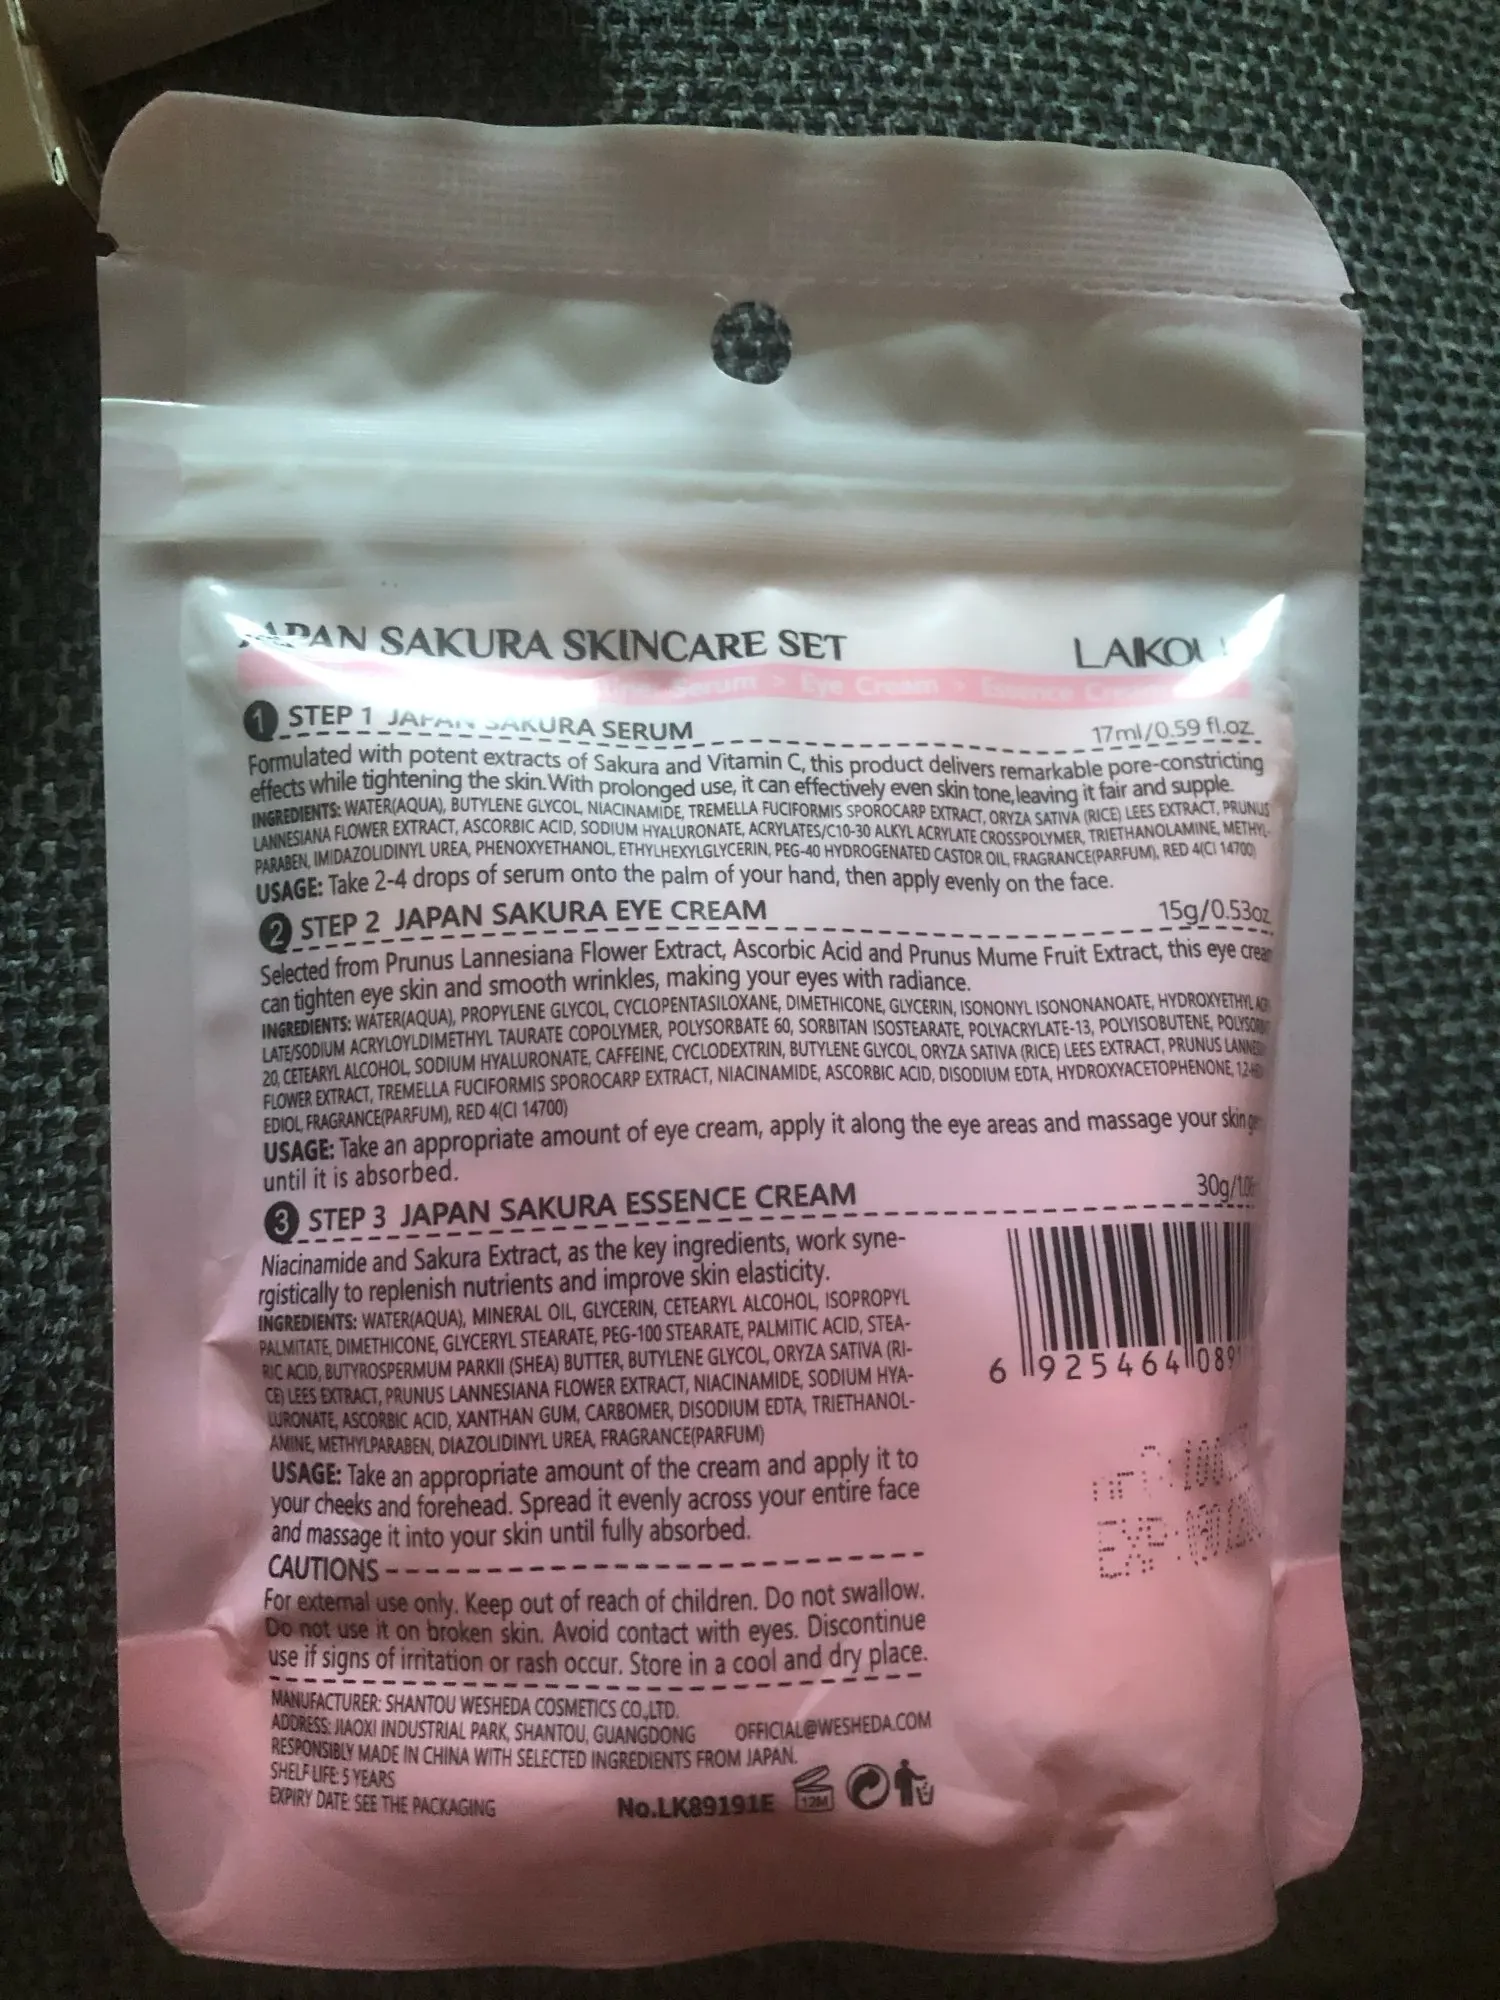 JAPAN SAKURA SKINCARE SET
LAIKOU
Serum > Eye Cream > Essence
1 STEP 1 JAPAN SAKURA SERUM
17ml/0.59 fl.oz
Formulated with potent extracts of Sakura and Vitamin C, this product delivers remarkable pore-constricting
effects while tightening the skin.With prolonged use, it can effectively even skin tone,leaving it fair and supple.
INGREDIENTS: WATER(AQUA), BUTYLENE GLYCOL, NIACINAMIDE, TREMELLA FUCIFORMIS SPOROCARP EXTRACT, ORYZA SATIVA (RICE) LEES EXTRACT, PRUNUS
LANNESIANA FLOWER EXTRACT, ASCORBIC ACID, SODIUM HYALURONATE, ACRYLATES/C10-30 ALKYL ACRYLATE CROSSPOLYMER, TRIETHANOLAMINE, METHYL-
PARABEN, IMIDAZOLIDINYL UREA, PHENOXYETHANOL, ETHYLHEXYLGLYCERIN, PEG-40 HYDROGENATED CASTOR OIL, FRAGRANCE(PARFUM), RED 4(CI 14700)
USAGE: Take 2-4 drops of serum onto the palm of your hand, then apply evenly on the face.
2 STEP 2 JAPAN SAKURA EYE CREAM
15g/0.53oz
Selected from Prunus Lannesiana Flower Extract, Ascorbic Acid and Prunus Mume Fruit Extract, this eye cream
can tighten eye skin and smooth wrinkles, making your eyes with radiance.
INGREDIENTS: WATER(AQUA), PROPYLENE GLYCOL, CYCLOPENTASILOXANE, DIMETHICONE, GLYCERIN, ISONONYL ISONONANOATE, HYDROXYETHYL
LATE/SODIUM ACRYLOYLDIMETHYL TAURATE COPOLYMER, POLYSORBATE 60, SORBITAN ISOSTEARATE, POLYACRYLATE-13, POLYISOBUTENE,
20, CETEARYL ALCOHOL, SODIUM HYALURONATE, CAFFEINE, CYCLODEXTRIN, BUTYLENE GLYCOL, ORYZA SATIVA (RICE) LEES EXTRACT, PRUNUS
FLOWER EXTRACT, TREMELLA FUCIFORMIS SPOROCARP EXTRACT, NIACINAMIDE, ASCORBIC ACID, DISODIUM EDTA, HYDROXYACETOPHENONE,
EDIOL, FRAGRANCE(PARFUM), RED 4(CI 14700)
USAGE: Take an appropriate amount of eye cream, apply it along the eye areas and massage your skin
until it is absorbed.
3 STEP 3 JAPAN SAKURA ESSENCE CREAM
30g/
Niacinamide and Sakura Extract, as the key ingredients, work syne-
rgistically to replenish nutrients and improve skin elasticity.
INGREDIENTS: WATER(AQUA), MINERAL OIL, GLYCERIN, CETEARYL ALCOHOL, ISOPROPYL
PALMITATE, DIMETHICONE, GLYCERYL STEARATE, PEG-100 STEARATE, PALMITIC ACID, STEA-
RIC ACID, BUTYROSPERMUM PARKII (SHEA) BUTTER, BUTYLENE GLYCOL, ORYZA SATIVA (RI-
CE) LEES EXTRACT, PRUNUS LANNESIANA FLOWER EXTRACT, NIACINAMIDE, SODIUM HYA-
LURONATE, ASCORBIC ACID, XANTHAN GUM, CARBOMER, DISODIUM EDTA, TRIETHANOL-
AMINE, METHYLPARABEN, DIAZOLIDINYL UREA, FRAGRANCE(PARFUM)
6 925464 089
USAGE: Take an appropriate amount of the cream and apply it to
your cheeks and forehead. Spread it evenly across your entire face
and massage it into your skin until fully absorbed.
EXP:
CAUTIONS
For external use only. Keep out of reach of children. Do not swallow.
Do not use it on broken skin. Avoid contact with eyes. Discontinue
use if signs of irritation or rash occur. Store in a cool and dry place.
MANUFACTURER: SHANTOU WESHEDA COSMETICS CO.,LTD.
ADDRESS: JIAOXI INDUSTRIAL PARK, SHANTOU, GUANGDONG OFFICIAL@WESHEDA.COM
RESPONSIBLY MADE IN CHINA WITH SELECTED INGREDIENTS FROM JAPAN.
SHELF LIFE: 5 YEARS
EXPIRY DATE: SEE THE PACKAGING
No.LK89191E
12M